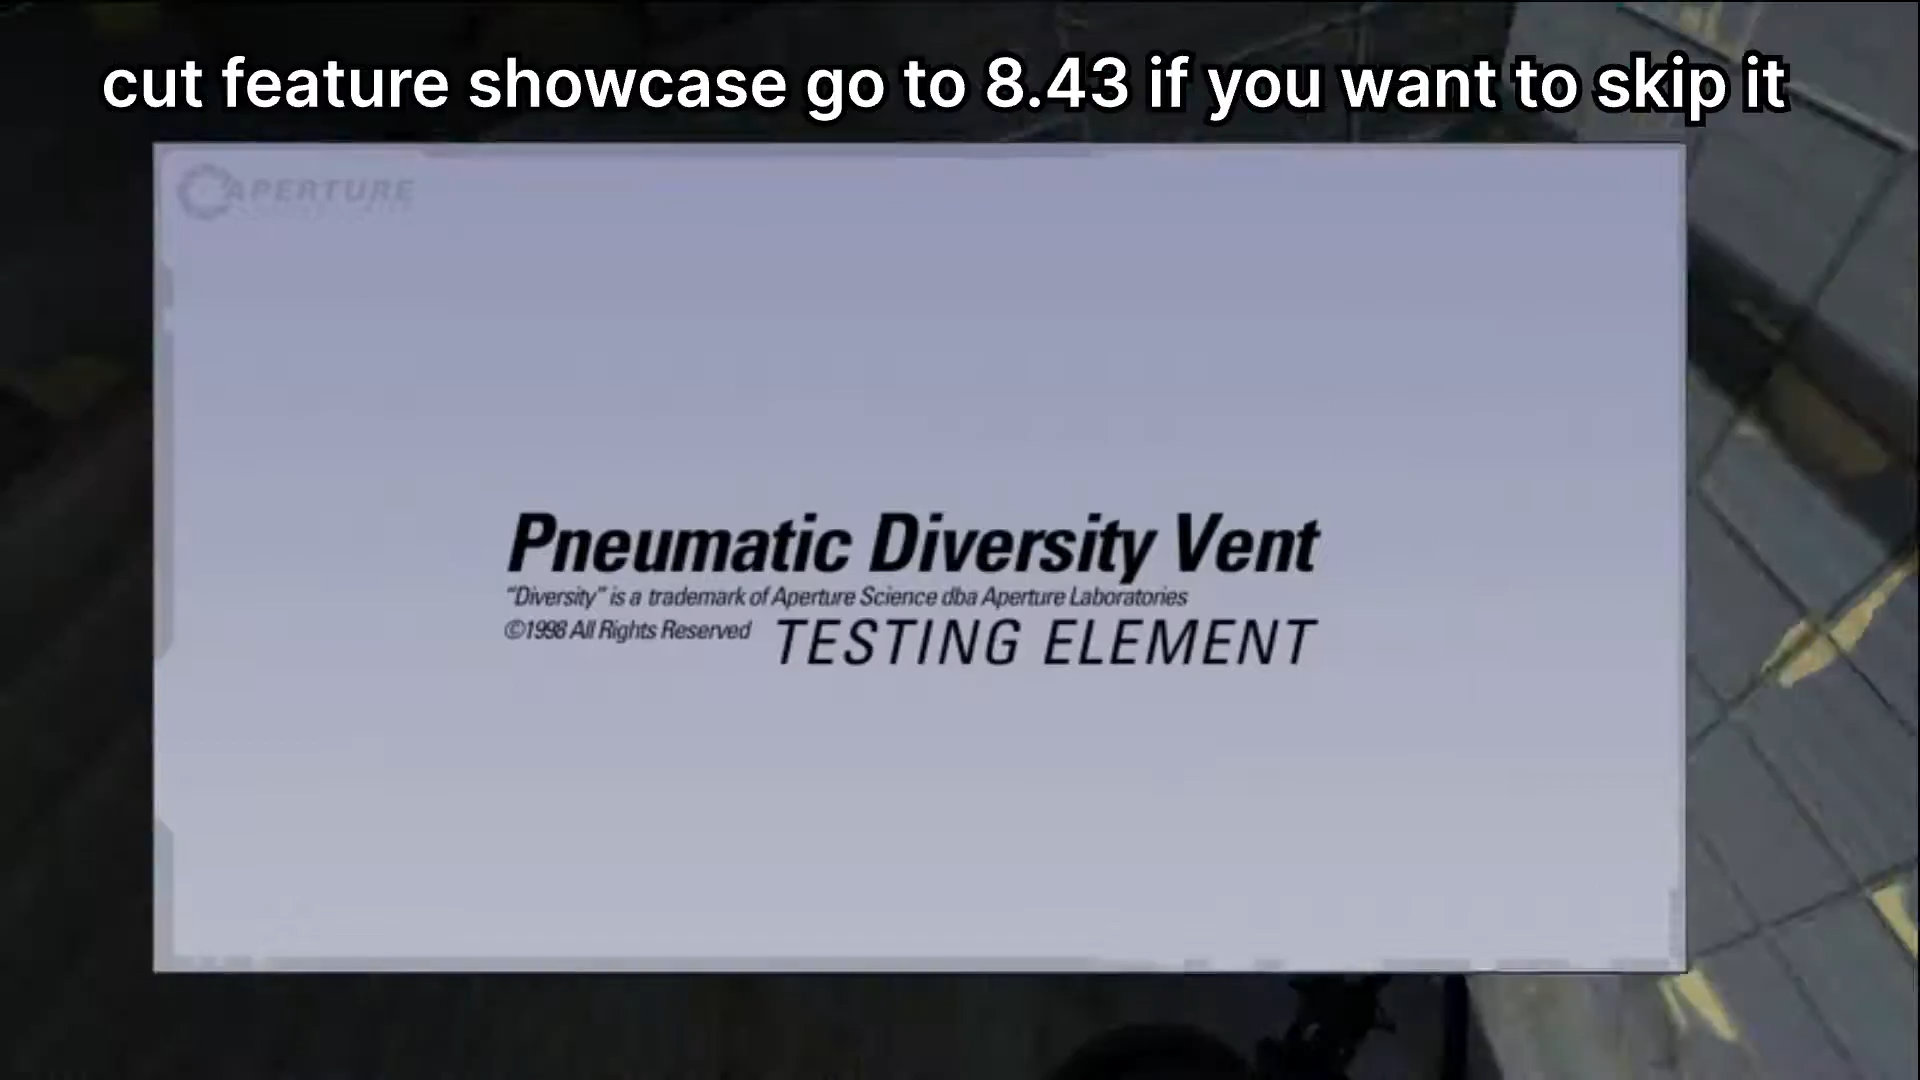 cut feature showcase go to 8.43 if you want to skip it
APERTURE
Pneumatic Diversity Vent
"Diversity" is a trademark of Aperture Science dba Aperture Laboratories
©1998 All Rights Reserved
TESTING ELEMENT